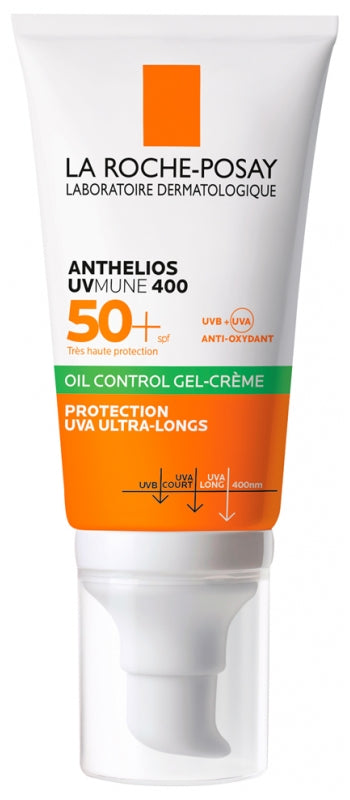 LA ROCHE-POSAY
LABORATOIRE DERMATOLOGIQUE
ANTHELIOS
UVMUNE 400
50+ spf
Très haute protection
UVB + UVA
ANTI-OXYDANT
OIL CONTROL GEL-CRÈME
PROTECTION
UVA ULTRA-LONGS
UVB
UVA COURT
UVA LONG
400nm